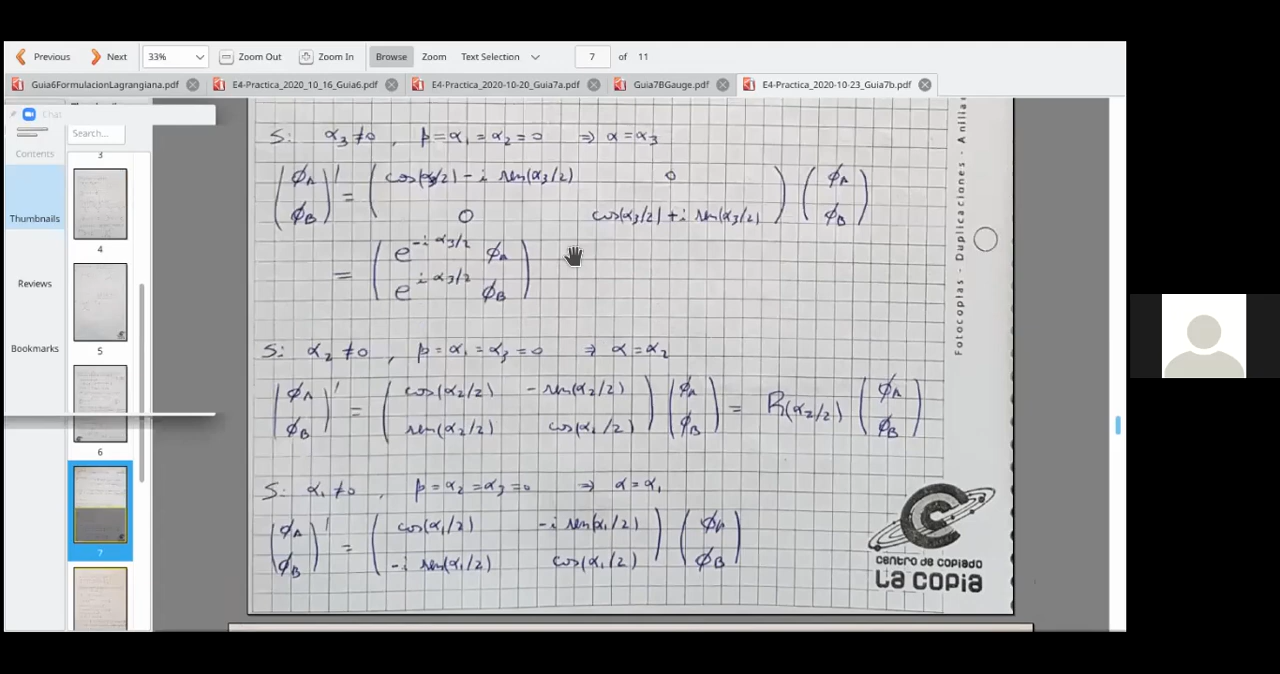 Previous Next 33% Zoom Out Zoom In Browse Zoom Text Selection 7 of 11
Guia6FormulacionLagrangiana.pdf E4-Practica_2020_10_16_Guia6.pdf E4-Practica_2020-10-20_Guia7a.pdf Guia7BGauge.pdf E4-Practica_2020-10-23_Guia7b.pdf
Chat
Search...
Contents
Thumbnails
Reviews
Bookmarks
3
4
5
6
7
Si α₃ ≠ 0 , β = α₁ = α₂ = 0 ⇒ α = α₃
(ϕA ϕB)' = ( cos(α₃/2) - i sen(α₃/2) 0
0 cos(α₃/2) + i sen(α₃/2) ) (ϕA ϕB)
= ( e^{-iα₃/2} ϕA
e^{iα₃/2} ϕB )
Si α₂ ≠ 0 , β = α₁ = α₃ = 0 ⇒ α = α₂
(ϕA ϕB)' = ( cos(α₂/2) - sen(α₂/2)
sen(α₂/2) cos(α₁/2) ) (ϕA ϕB) = R(α₂/2) (ϕA ϕB)
Si α₁ ≠ 0 , β = α₂ = α₃ = 0 ⇒ α = α₁
(ϕA ϕB)' = ( cos(α₁/2) - i sen(α₁/2)
- i sen(α₁/2) cos(α₁/2) ) (ϕA ϕB)
Fotocopias - Duplicaciones - Anilla
centro de copiado
La COPIA